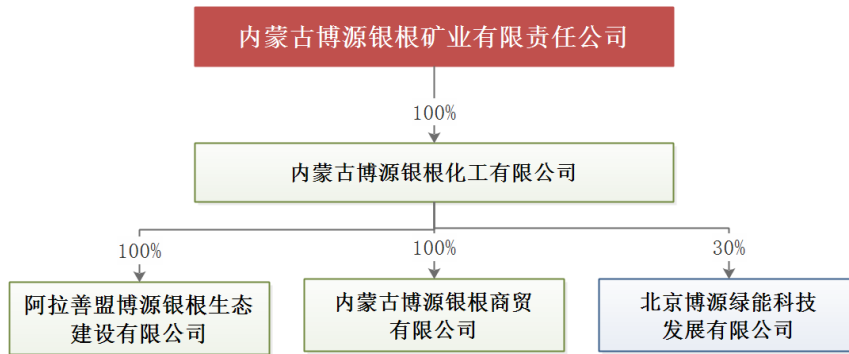 内蒙古博源银根矿业有限责任公司
100%
内蒙古博源银根化工有限公司
100%
100%
30%
阿拉善盟博源银根生态
建设有限公司
内蒙古博源银根商贸
有限公司
北京博源绿能科技
发展有限公司